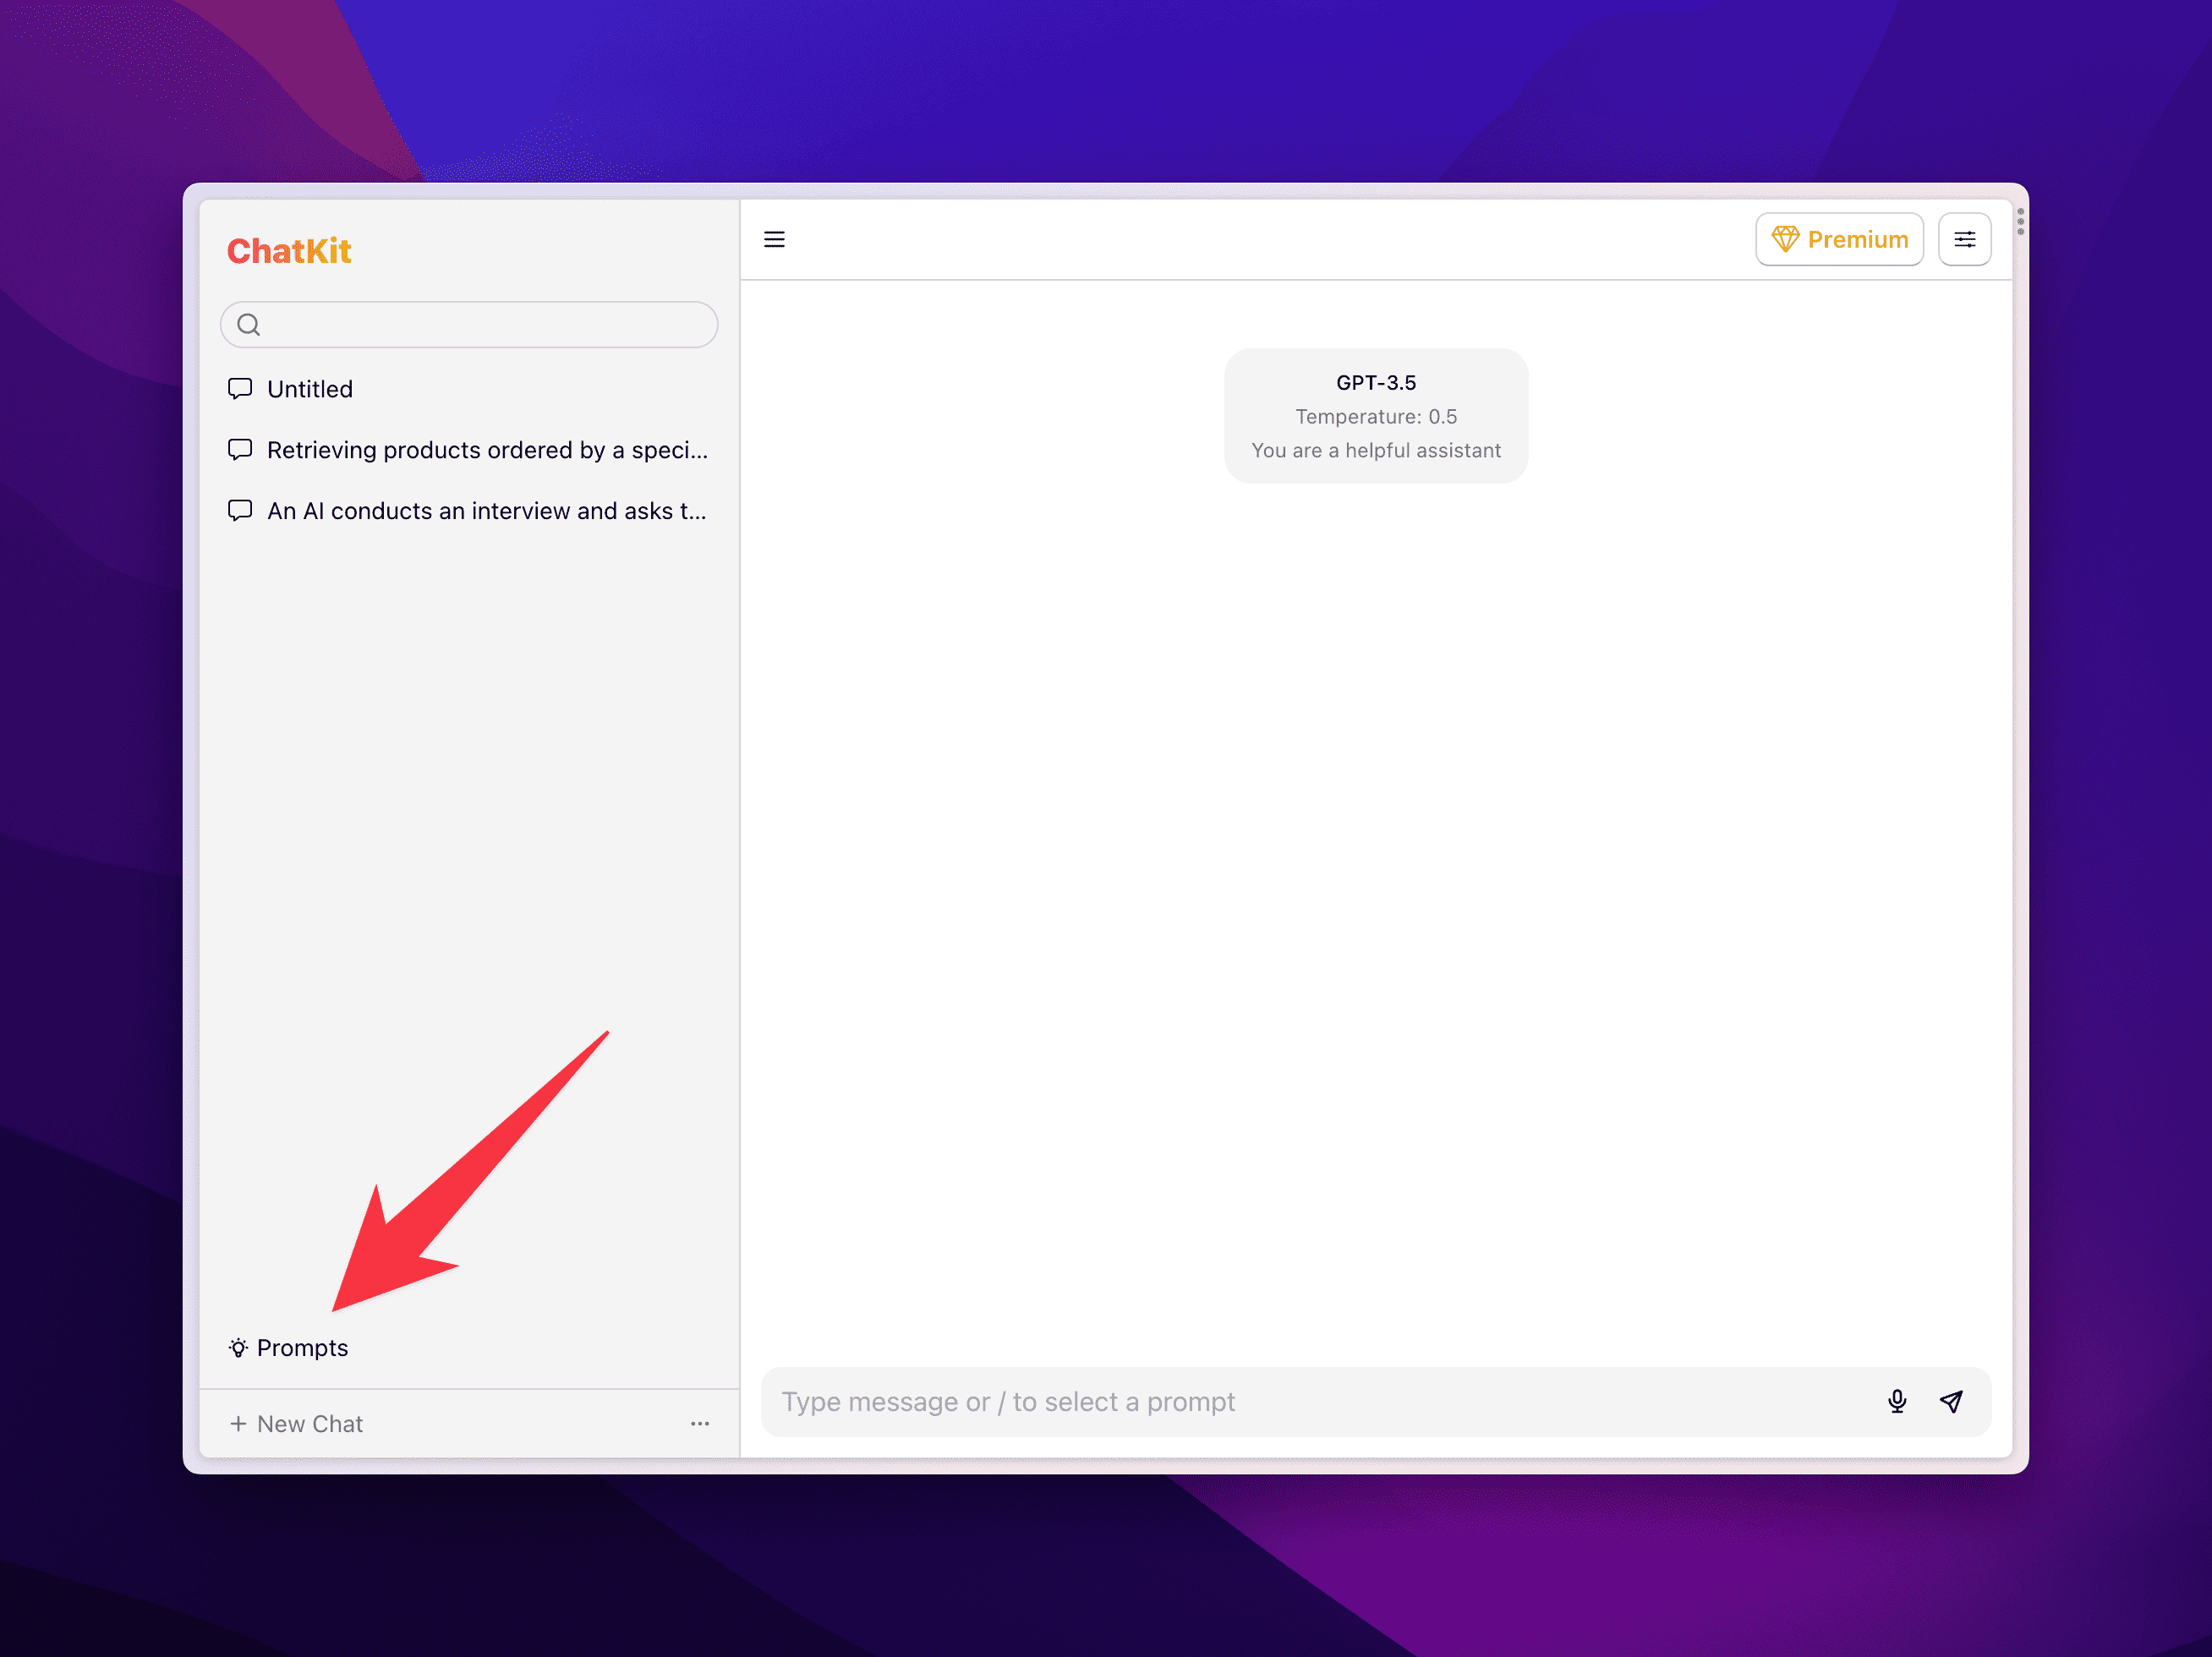 ChatKit
Untitled
Retrieving products ordered by a speci...
An AI conducts an interview and asks t...
Prompts
+ New Chat
Premium
GPT-3.5
Temperature: 0.5
You are a helpful assistant
Type message or / to select a prompt